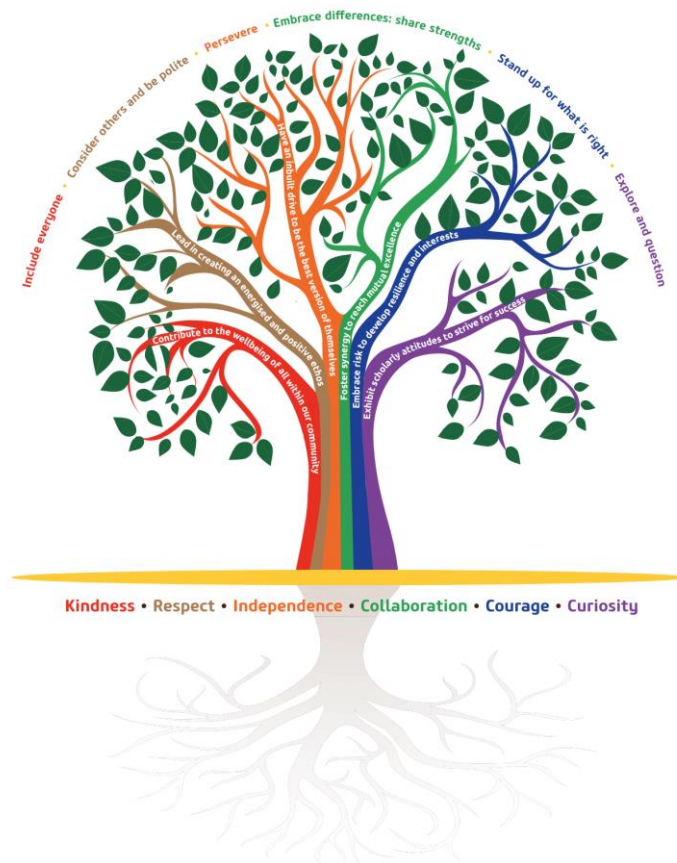 Include everyone • Consider others and be polite • Persevere • Embrace differences: share strengths • Stand up for what is right • Explore and question
Contribute to the wellbeing of all within our community
Lead in creating an energised and positive ethos
Have an inbuilt drive to be the best version of themselves
Foster synergy to reach mutual excellence
Embrace risk to develop resilience and interests
Exhibit scholarly attitudes to strive for success
Kindness • Respect • Independence • Collaboration • Courage • Curiosity